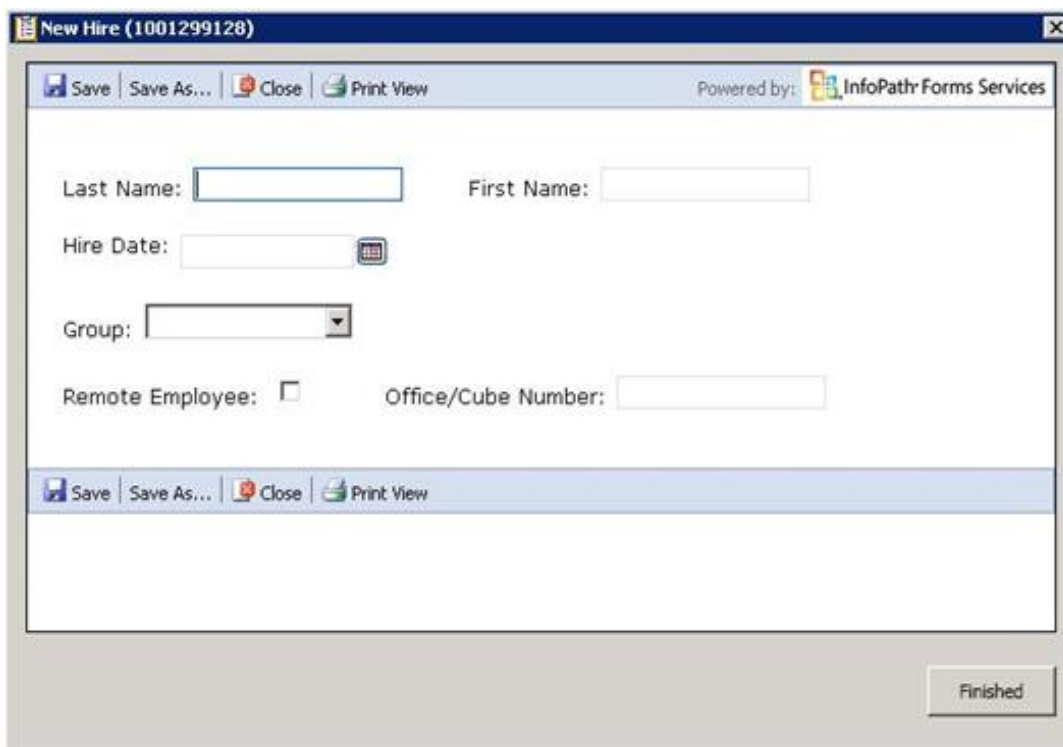 New Hire (1001299128)
Save Save As... Close Print View Powered by: InfoPath Forms Services
Last Name: First Name:
Hire Date:
Group:
Remote Employee: Office/Cube Number:
Save Save As... Close Print View
Finished